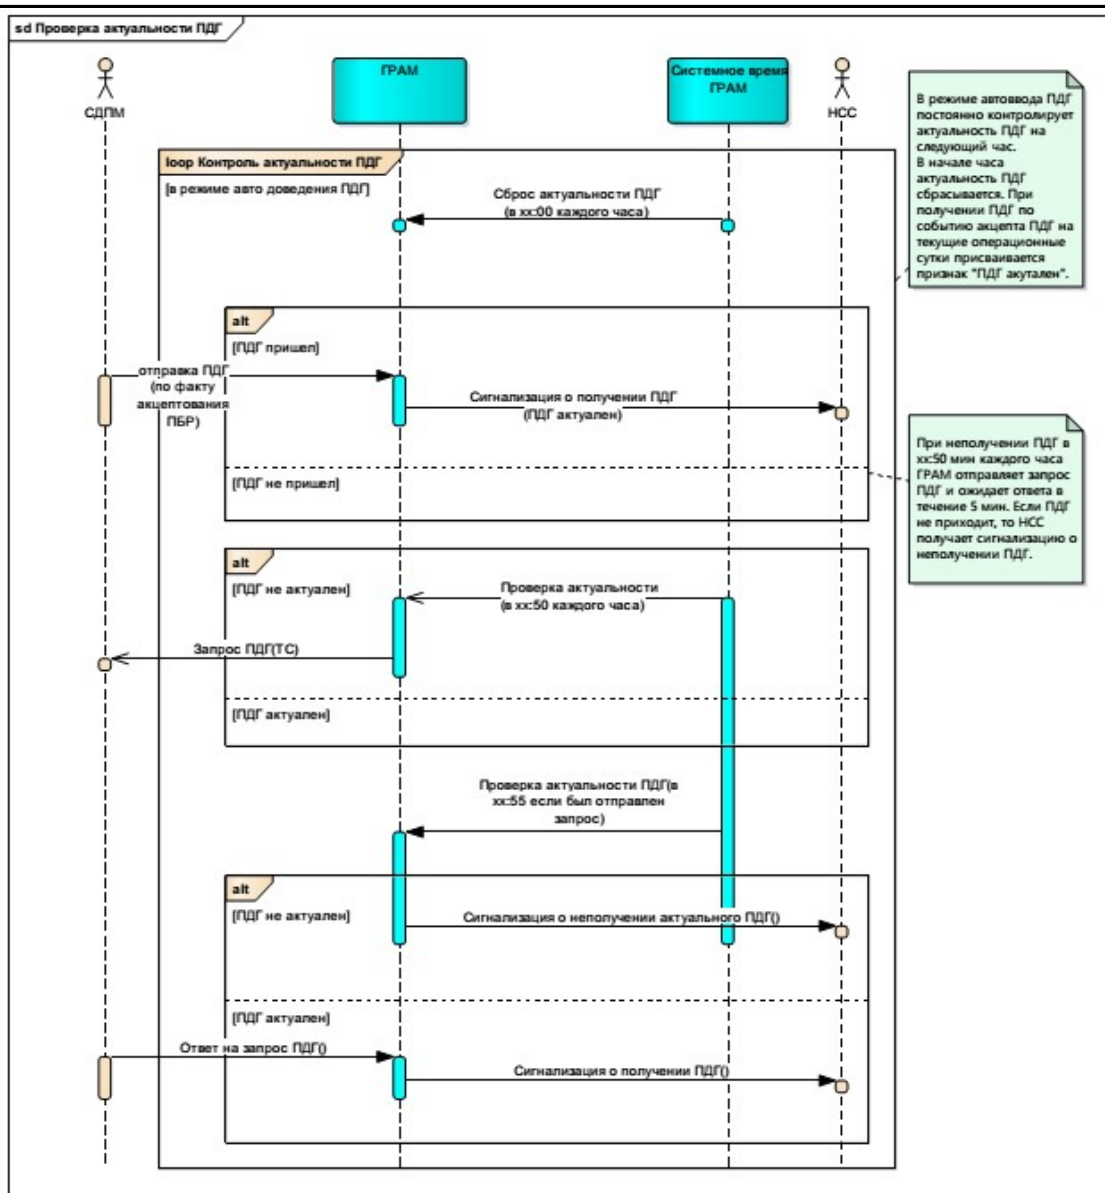 sd Проверка актуальности ПДГ
СДПМ
ГРАМ
Системное время
ГРАМ
НСС
В режиме автоввода ПДГ
постоянно контролирует
актуальность ПДГ на
следующий час.
В начале часа
актуальность ПДГ
сбрасывается. При
получении ПДГ по
событию акцепта ПДГ на
текущие операционные
сутки присваивается
признак "ПДГ акутален".
loop Контроль актуальности ПДГ
[в режиме авто доведения ПДГ]
Сброс актуальности ПДГ
(в xx:00 каждого часа)
alt
[ПДГ пришел]
отправка ПДГ
(по факту
акцептования
ПБР)
Сигнализация о получении ПДГ
(ПДГ актуален)
[ПДГ не пришел]
При неполучении ПДГ в
xx:50 мин каждого часа
ГРАМ отправляет запрос
ПДГ и ожидает ответа в
течение 5 мин. Если ПДГ
не приходит, то НСС
получает сигнализацию о
неполучении ПДГ.
alt
[ПДГ не актуален]
Проверка актуальности
(в xx:50 каждого часа)
Запрос ПДГ(ТС)
[ПДГ актуален]
Проверка актуальности ПДГ(в
xx:55 если был отправлен
запрос)
alt
[ПДГ не актуален]
Сигнализация о неполучении актуального ПДГ()
[ПДГ актуален]
Ответ на запрос ПДГ()
Сигнализация о получении ПДГ()